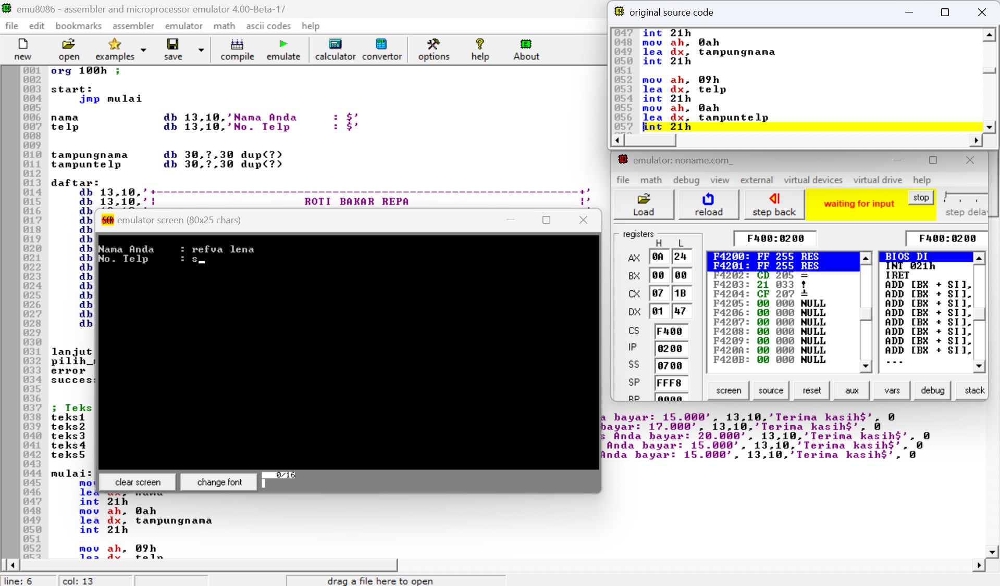 emu8086 - assembler and microprocessor emulator 4.00-Beta-17
file edit bookmarks assembler emulator math ascii codes help
new open examples save compile emulate calculator convertor options help About
001 org 100h ;
002
003 start:
004 jmp mulai
005
006 nama db 13,10,'Nama Anda : $'
007 telp db 13,10,'No. Telp : $'
008
009
010 tampungnama db 30,?,30 dup(?)
011 tampuntelp db 30,?,30 dup(?)
012
013 daftar:
014 db 13,10,'+------------------------------------------------------------+'
015 db 13,10,'| ROTI BAKAR REPA |'
016 db
017 db
018 db
019 db
020 db
021 db
022 db
023 db
024 db
025 db
026 db
027 db
028 db
029
030
031 lanjut
032 pilih_
033 error
034 success
035
036
037 ; Teks
038 teks1 a bayar: 15.000', 13,10,'Terima kasih$', 0
039 teks2 bayar: 17.000', 13,10,'Terima kasih$', 0
040 teks3 s Anda bayar: 20.000', 13,10,'Terima kasih$', 0
041 teks4 Anda bayar: 15.000', 13,10,'Terima kasih$', 0
042 teks5 Anda bayar: 15.000', 13,10,'Terima kasih$', 0
043
044 mulai:
045 mov
046 lea dx, nama
047 int 21h
048 mov ah, 0ah
049 lea dx, tampungnama
050 int 21h
051
052 mov ah, 09h
053 lea dx, telp
line: 6 col: 13 drag a file here to open
emulator screen (80x25 chars)
Nama Anda : refva lena
No. Telp : s_
clear screen change font 0/16
original source code
047 int 21h
048 mov ah, 0ah
049 lea dx, tampungnama
050 int 21h
051
052 mov ah, 09h
053 lea dx, telp
054 int 21h
055 mov ah, 0ah
056 lea dx, tampuntelp
057 int 21h
emulator: noname.com_
file math debug view external virtual devices virtual drive help
Load reload step back waiting for input stop step dela
registers F400:0200 F400:0200
H L
AX 0A 24
BX 00 00
CX 07 1B
DX 01 47
CS F400
IP 0200
SS 0700
SP FFF8
BP 0000
F4200: FF 255 RES
F4201: FF 255 RES
F4202: CD 205 =
F4203: 21 033 !
F4204: CF 207 ╧
F4205: 00 000 NULL
F4206: 00 000 NULL
F4207: 00 000 NULL
F4208: 00 000 NULL
F4209: 00 000 NULL
F420A: 00 000 NULL
F420B: 00 000 NULL
BIOS DI
INT 021h
IRET
ADD [BX + SI],
ADD [BX + SI],
ADD [BX + SI],
ADD [BX + SI],
ADD [BX + SI],
ADD [BX + SI],
ADD [BX + SI],
ADD [BX + SI],
...
screen source reset aux vars debug stack